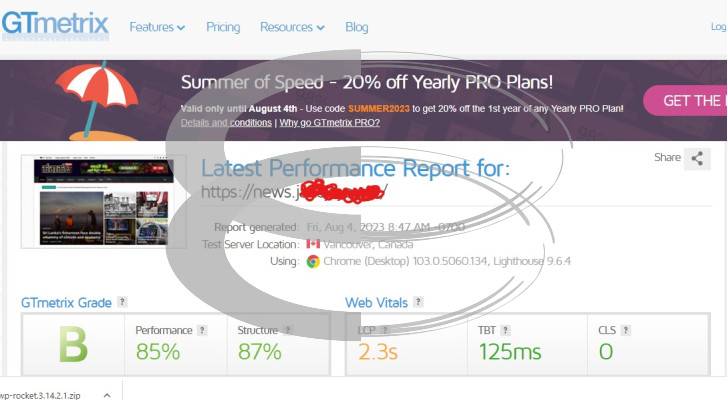 GTmetrix Features Pricing Resources Blog Log
Summer of Speed - 20% off Yearly PRO Plans!
Valid only until August 4th - Use code SUMMER2023 to get 20% off the 1st year of any Yearly PRO Plan!
Details and conditions | Why go GTmetrix PRO?
GET THE
Share
Latest Performance Report for:
https://news.
Report generated: Fri, Aug 4, 2023 8:47 AM -0700
Test Server Location: Vancouver, Canada
Using: Chrome (Desktop) 103.0.5060.134, Lighthouse 9.6.4
GTmetrix Grade ? Web Vitals ?
B
Performance ? Structure ? LCP ? TBT ? CLS ?
85% 87% 2.3s 125ms 0
wp-rocket.3.14.2.1.zip